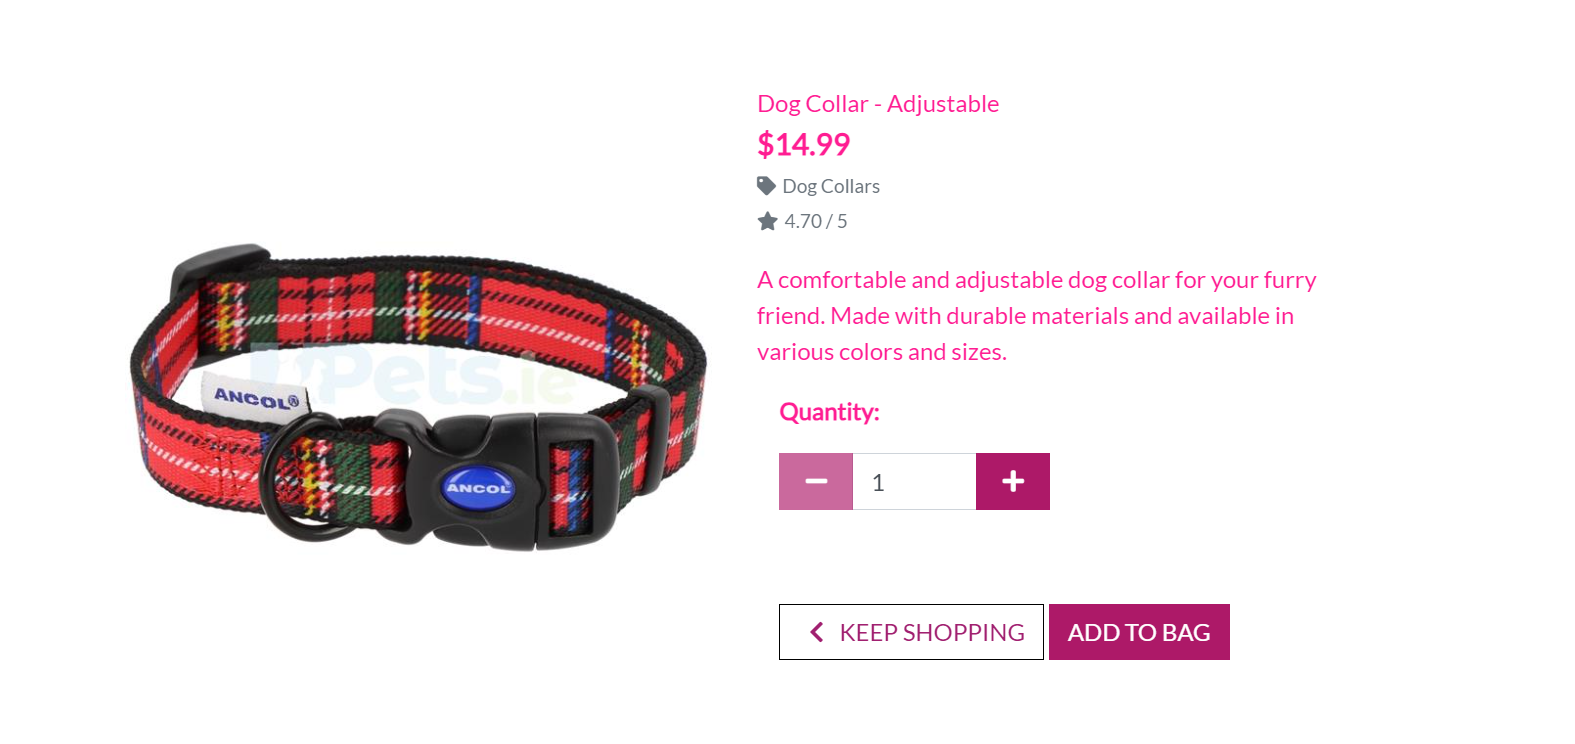 Dog Collar - Adjustable
$14.99
Dog Collars
4.70 / 5
A comfortable and adjustable dog collar for your furry
friend. Made with durable materials and available in
various colors and sizes.
Quantity:
1
KEEP SHOPPING
ADD TO BAG
Pets.ie
ANCOL®
ANCOL